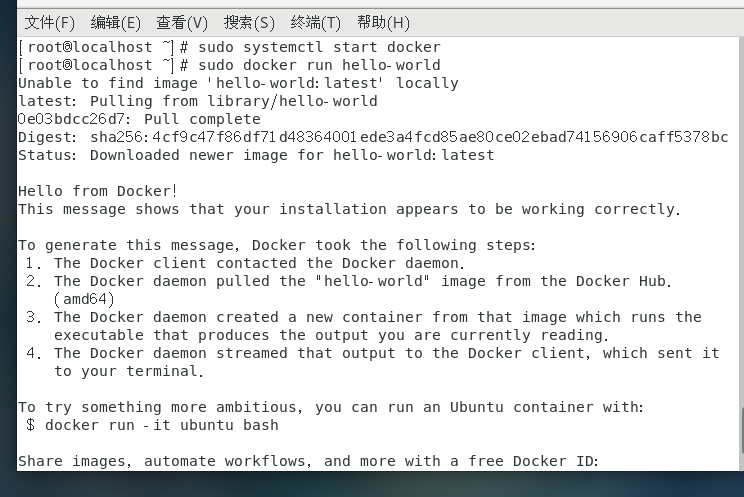 文件(F) 编辑(E) 查看(V) 搜索(S) 终端(T) 帮助(H)
[root@localhost ~]# sudo systemctl start docker
[root@localhost ~]# sudo docker run hello-world
Unable to find image 'hello-world:latest' locally
latest: Pulling from library/hello-world
0e03bdcc26d7: Pull complete
Digest: sha256:4cf9c47f86df71d48364001ede3a4fcd85ae80ce02ebad74156906caff5378bc
Status: Downloaded newer image for hello-world:latest
Hello from Docker!
This message shows that your installation appears to be working correctly.
To generate this message, Docker took the following steps:
1. The Docker client contacted the Docker daemon.
2. The Docker daemon pulled the "hello-world" image from the Docker Hub.
(amd64)
3. The Docker daemon created a new container from that image which runs the
executable that produces the output you are currently reading.
4. The Docker daemon streamed that output to the Docker client, which sent it
to your terminal.
To try something more ambitious, you can run an Ubuntu container with:
$ docker run -it ubuntu bash
Share images, automate workflows, and more with a free Docker ID: